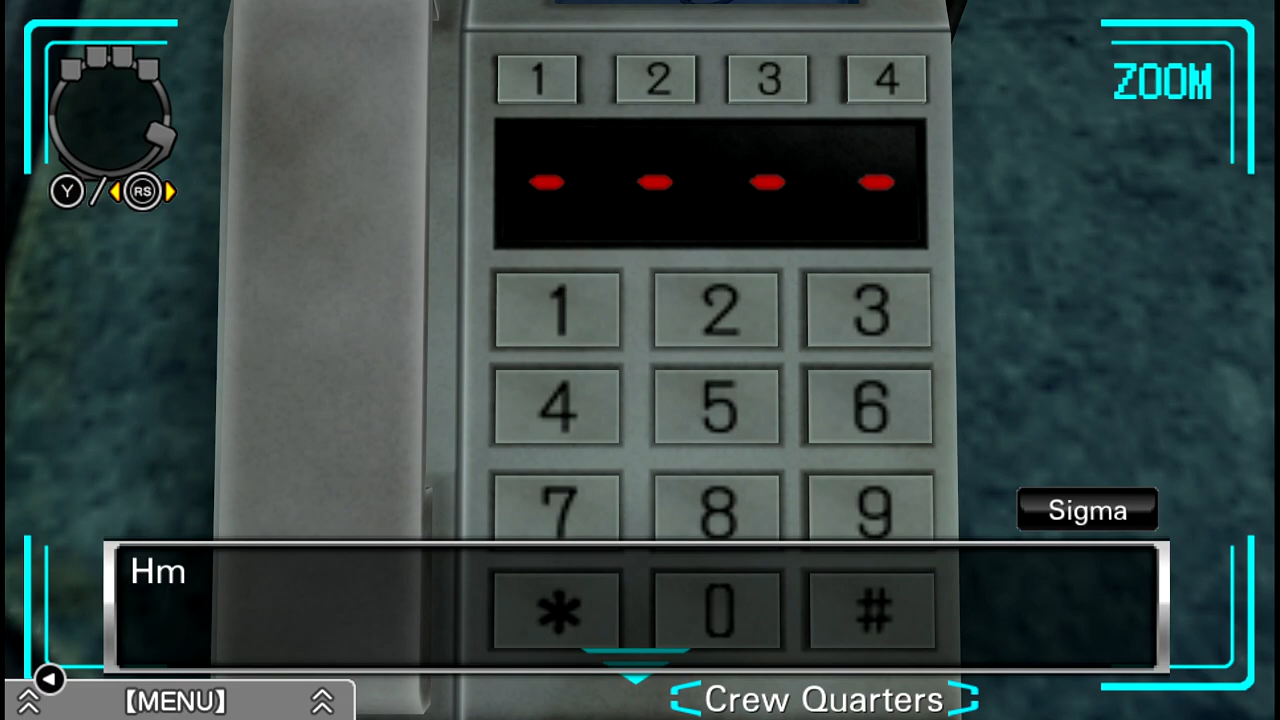 1 2 3 4
ZOOM
- - - -
Y / RS
1 2 3
4 5 6
7 8 9
Sigma
Hm
* 0 #
【MENU】
Crew Quarters